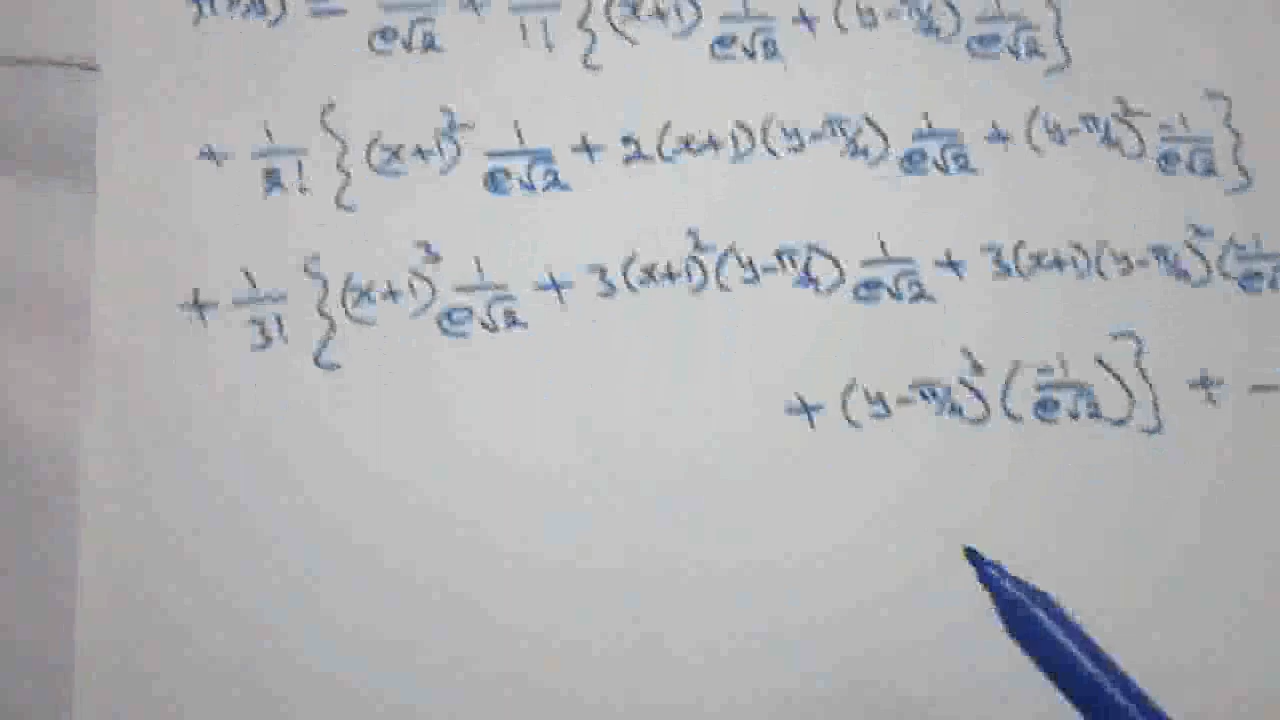 = 1/e√2 + 1/1! {(x+1) 1/e√2 + (y-π/4) 1/e√2}
+ 1/2! {(x+1)² 1/e√2 + 2(x+1)(y-π/4) 1/e√2 + (y-π/4)² -1/e√2}
+ 1/3! {(x+1)³ 1/e√2 + 3(x+1)²(y-π/4) 1/e√2 + 3(x+1)(y-π/4)² (-1/e
+ (y-π/4)³ (-1/e√2)} + -